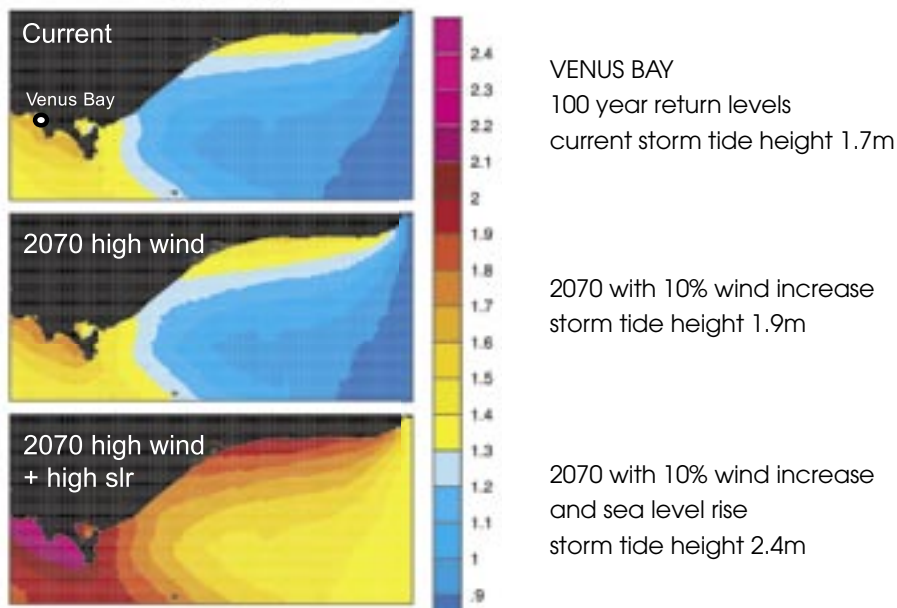 Current
Venus Bay
2070 high wind
2070 high wind
+ high slr
2.4
2.3
2.2
2.1
2
1.9
1.8
1.7
1.6
1.5
1.4
1.3
1.2
1.1
1
.9
VENUS BAY
100 year return levels
current storm tide height 1.7m
2070 with 10% wind increase
storm tide height 1.9m
2070 with 10% wind increase
and sea level rise
storm tide height 2.4m